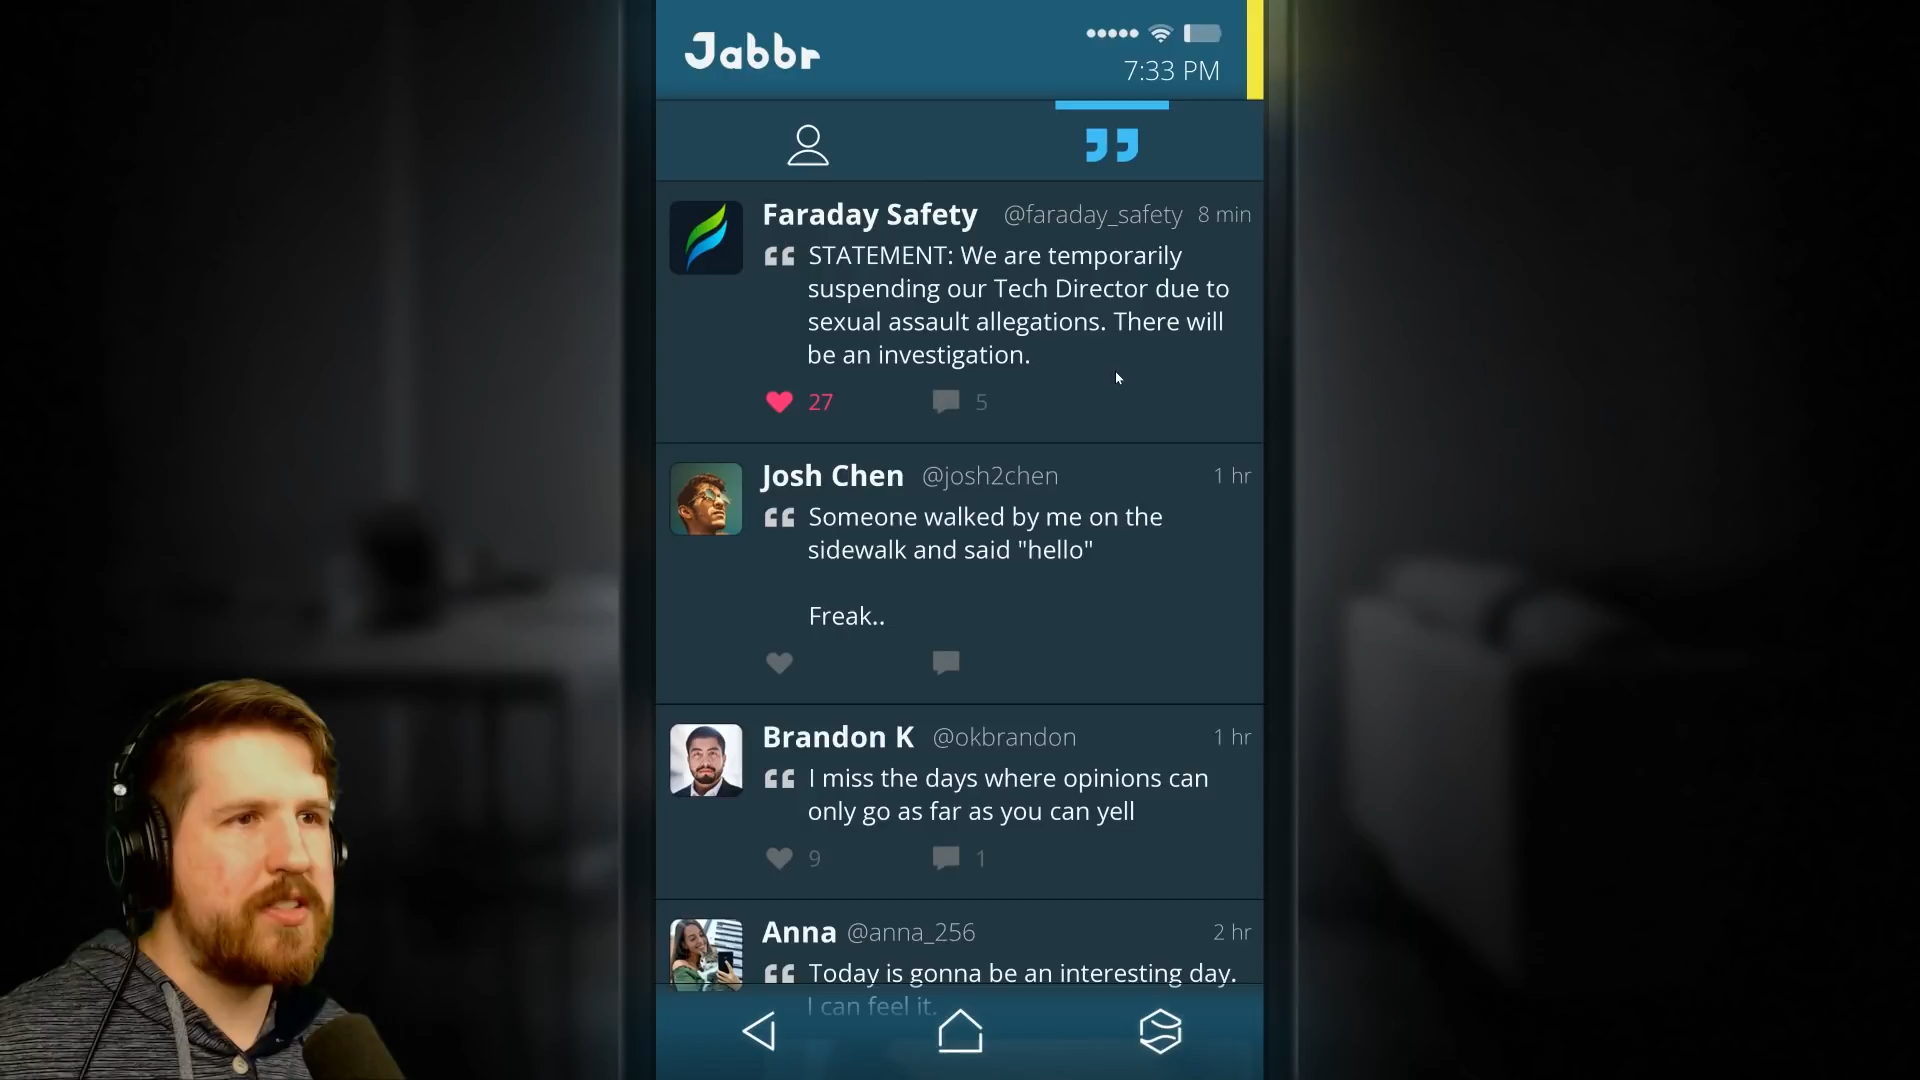 Jabbr
7:33 PM
Faraday Safety @faraday_safety 8 min
STATEMENT: We are temporarily
suspending our Tech Director due to
sexual assault allegations. There will
be an investigation.
27 5
Josh Chen @josh2chen 1 hr
Someone walked by me on the
sidewalk and said "hello"
Freak..
Brandon K @okbrandon 1 hr
I miss the days where opinions can
only go as far as you can yell
9 1
Anna @anna_256 2 hr
Today is gonna be an interesting day.
I can feel it.